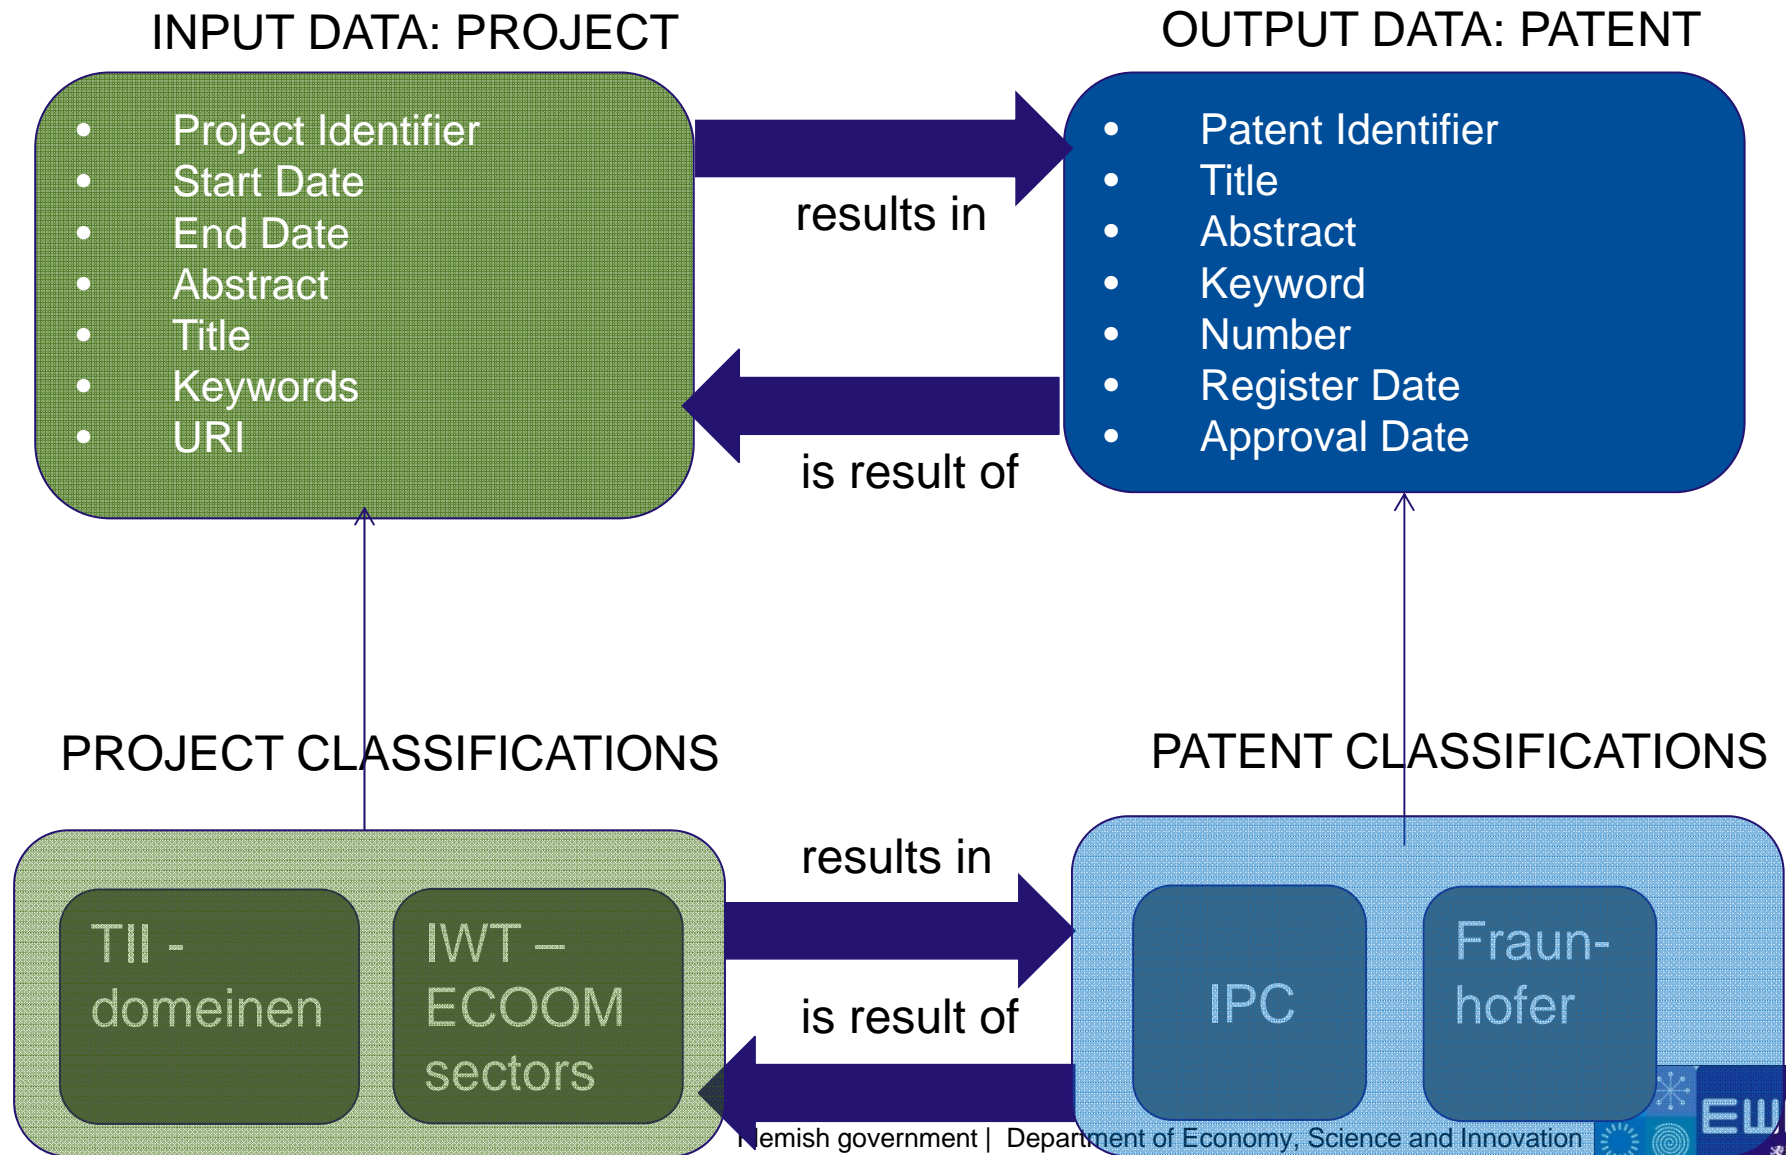 INPUT DATA: PROJECT
OUTPUT DATA: PATENT
• Project Identifier
• Start Date
• End Date
• Abstract
• Title
• Keywords
• URI
results in
is result of
• Patent Identifier
• Title
• Abstract
• Keyword
• Number
• Register Date
• Approval Date
PROJECT CLASSIFICATIONS
PATENT CLASSIFICATIONS
TII -
domeinen
IWT –
ECOOM
sectors
results in
is result of
IPC
Fraun-
hofer
Flemish government | Department of Economy, Science and Innovation
EWI